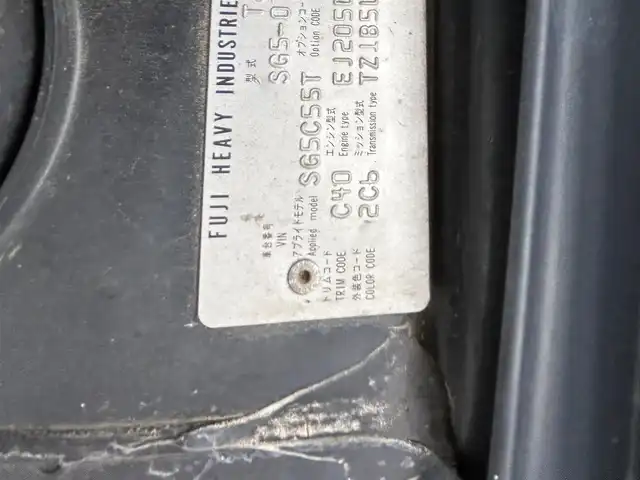 FUJI HEAVY INDUSTRIE
型式
車台番号 SG5-0
VIN
アプライドモデル SG5C55T オプションコー
Applied model Option CODE
トリムコード C40 エンジン型式 EJ205
TRIM CODE Engine type
外装色コード 2C6 ミッション型式 TZ1B5
COLOR CODE Transmission type